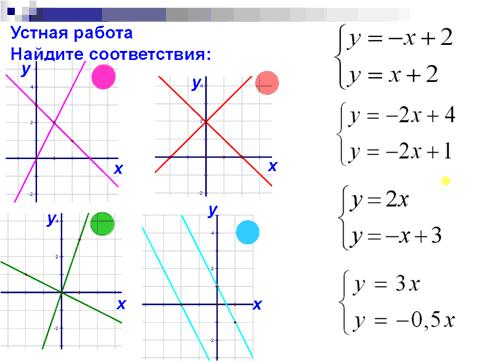 Устная работа
Найдите соответствия:
y
x
y
x
y
x
y
x
y = -x + 2
y = x + 2
y = -2x + 4
y = -2x + 1
y = 2x
y = -x + 3
y = 3x
y = -0,5x